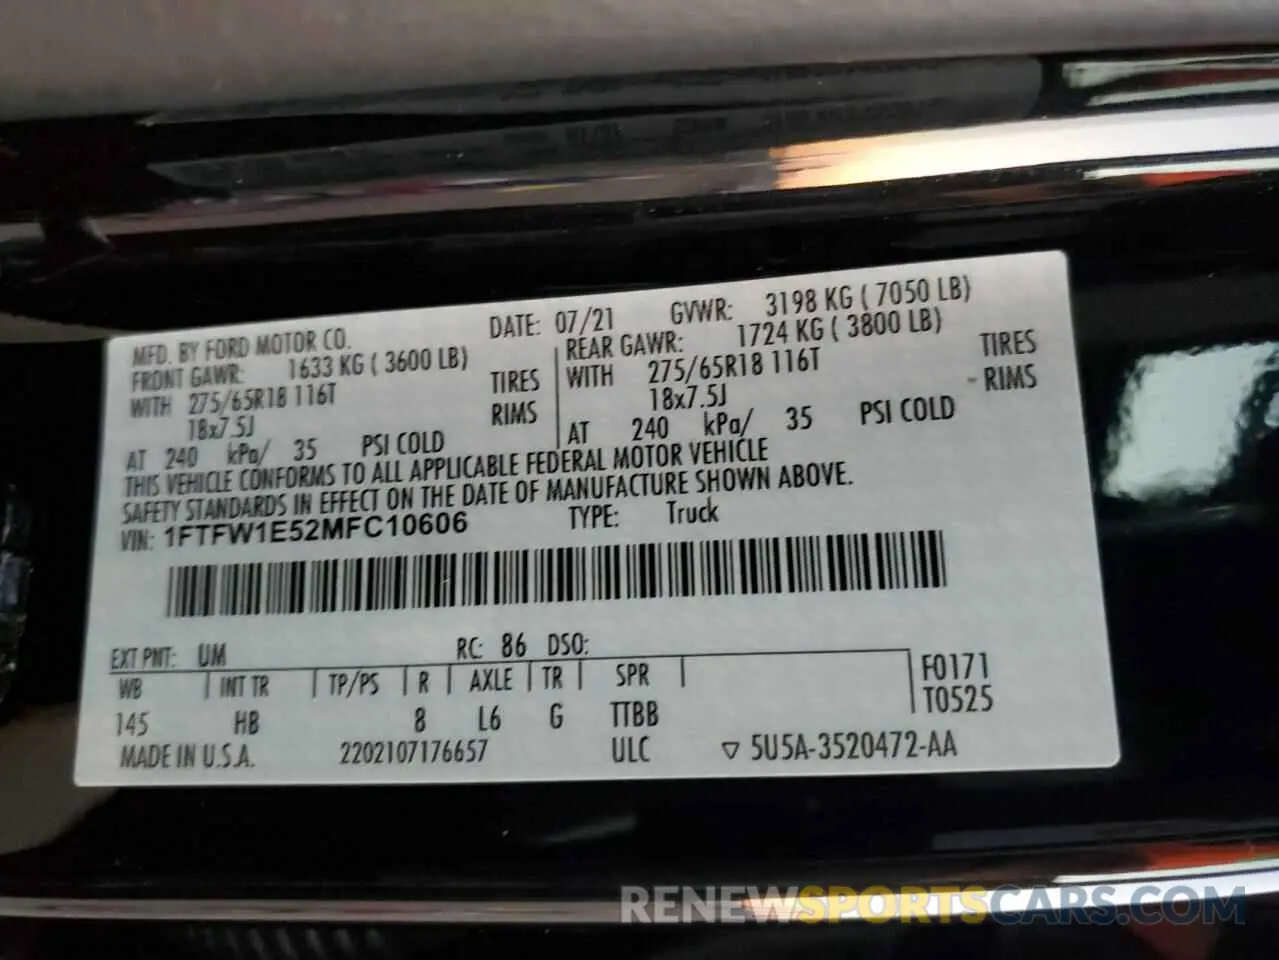 MFD. BY FORD MOTOR CO. DATE: 07/21 GVWR: 3198 KG ( 7050 LB)
FRONT GAWR: 1633 KG ( 3600 LB) REAR GAWR: 1724 KG ( 3800 LB)
WITH 275/65R18 116T TIRES WITH 275/65R18 116T TIRES
18x7.5J RIMS 18x7.5J - RIMS
AT 240 kPa/ 35 PSI COLD AT 240 kPa/ 35 PSI COLD
THIS VEHICLE CONFORMS TO ALL APPLICABLE FEDERAL MOTOR VEHICLE
SAFETY STANDARDS IN EFFECT ON THE DATE OF MANUFACTURE SHOWN ABOVE.
VIN: 1FTFW1E52MFC10606 TYPE: Truck
EXT PNT: UM RC: 86 DSO:
WB INT TR TP/PS R AXLE TR SPR F0171
145 HB 8 L6 G TTBB T0525
MADE IN U.S.A. 2202107176657 ULC ▽ 5U5A-3520472-AA
RENEWSPORTSCARS.COM